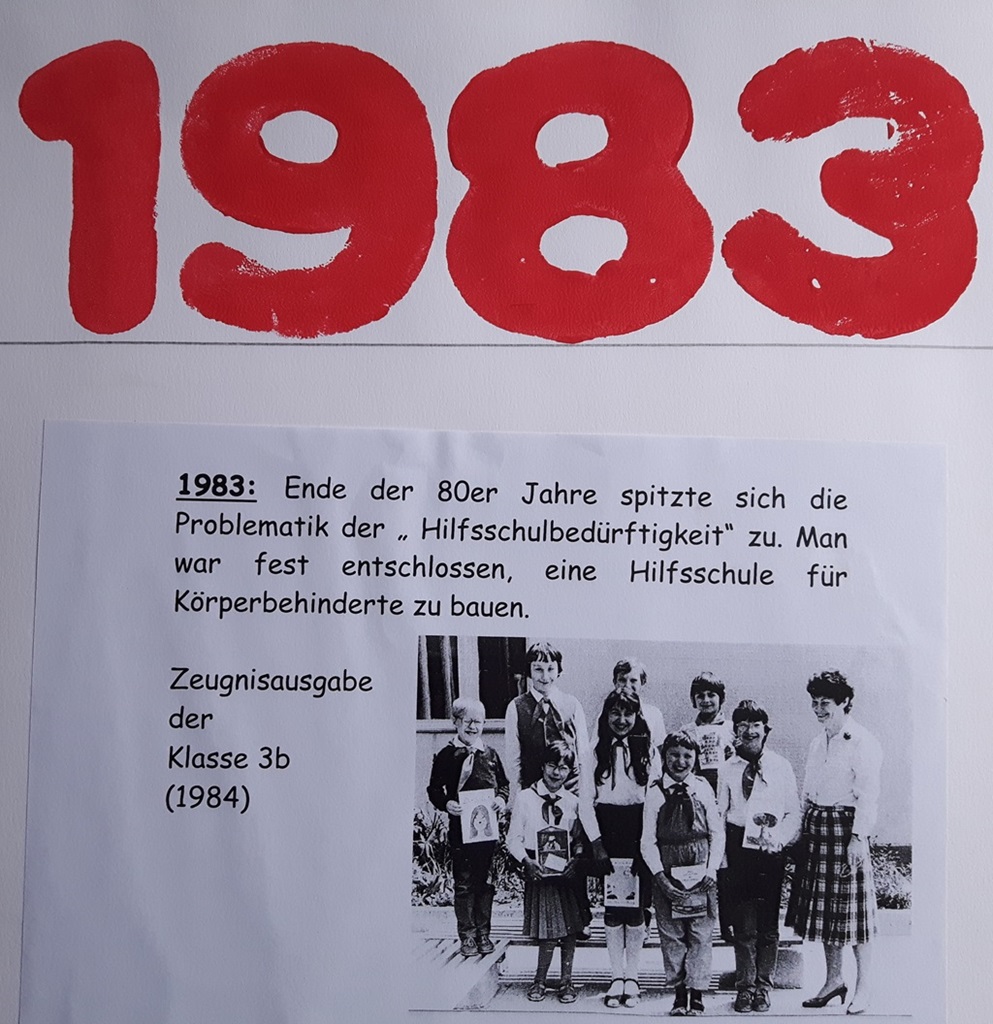 1983
1983: Ende der 80er Jahre spitzte sich die
Problematik der „ Hilfsschulbedürftigkeit“ zu. Man
war fest entschlossen, eine Hilfsschule für
Körperbehinderte zu bauen.
Zeugnisausgabe
der
Klasse 3b
(1984)